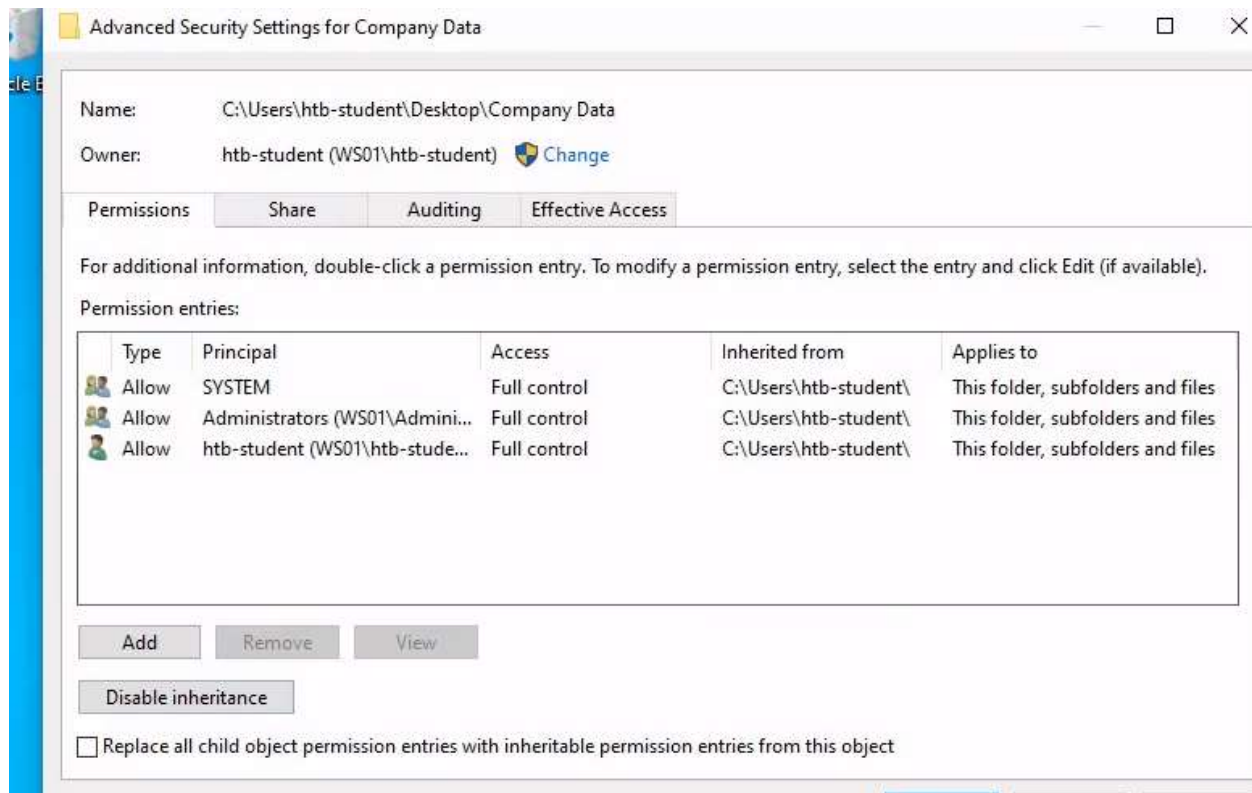 Advanced Security Settings for Company Data
cle
Name: C:\Users\htb-student\Desktop\Company Data
Owner: htb-student (WS01\htb-student) Change
Permissions Share Auditing Effective Access
For additional information, double-click a permission entry. To modify a permission entry, select the entry and click Edit (if available).
Permission entries:
Type Principal Access Inherited from Applies to
Allow SYSTEM Full control C:\Users\htb-student\ This folder, subfolders and files
Allow Administrators (WS01\Admini... Full control C:\Users\htb-student\ This folder, subfolders and files
Allow htb-student (WS01\htb-stude... Full control C:\Users\htb-student\ This folder, subfolders and files
Add Remove View
Disable inheritance
Replace all child object permission entries with inheritable permission entries from this object